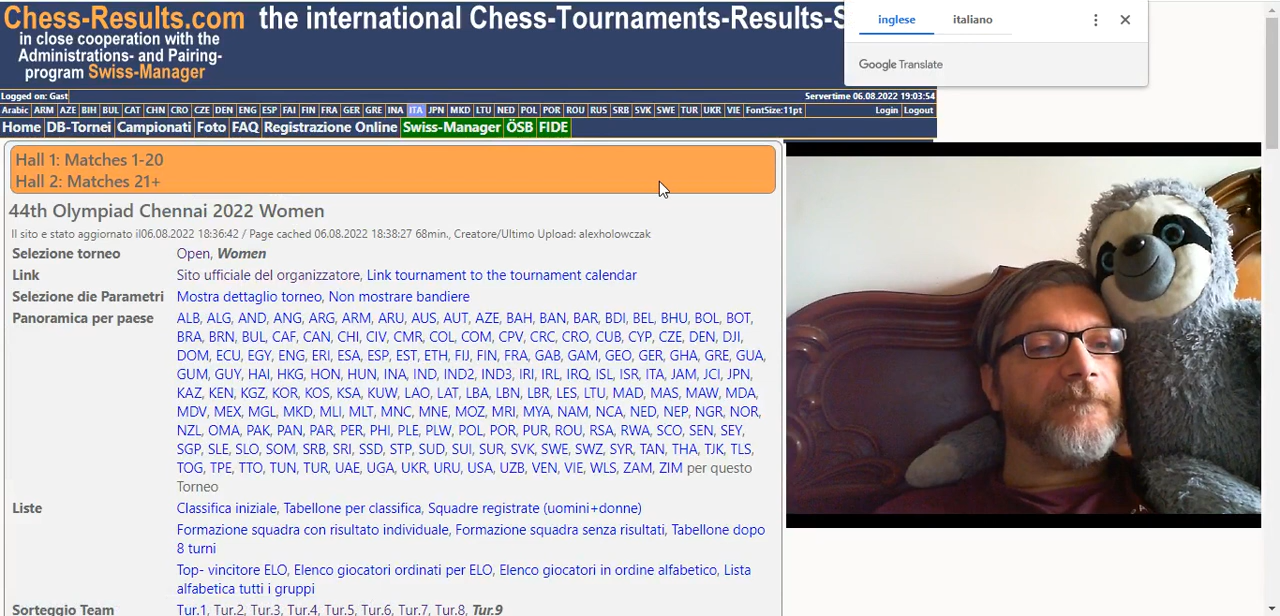 Chess-Results.com the international Chess-Tournaments-Results-S
in close cooperation with the
Administrations- and Pairing-
program Swiss-Manager
inglese italiano
Google Translate
Logged on: Gast
Servertime 06.08.2022 19:03:54
Arabic ARM AZE BIH BUL CAT CHN CRO CZE DEN ENG ESP FAI FIN FRA GER GRE INA ITA JPN MKD LTU NED POL POR ROU RUS SRB SVK SWE TUR UKR VIE FontSize:11pt Login Logout
Home DB-Tornei Campionati Foto FAQ Registrazione Online Swiss-Manager ÖSB FIDE
Hall 1: Matches 1-20
Hall 2: Matches 21+
44th Olympiad Chennai 2022 Women
Il sito e stato aggiornato il06.08.2022 18:36:42 / Page cached 06.08.2022 18:38:27 68min., Creatore/Ultimo Upload: alexholowczak
Selezione torneo Open, Women
Link Sito ufficiale del organizzatore, Link tournament to the tournament calendar
Selezione die Parametri Mostra dettaglio torneo, Non mostrare bandiere
Panoramica per paese ALB, ALG, AND, ANG, ARG, ARM, ARU, AUS, AUT, AZE, BAH, BAN, BAR, BDI, BEL, BHU, BOL, BOT,
BRA, BRN, BUL, CAF, CAN, CHI, CIV, CMR, COL, COM, CPV, CRC, CRO, CUB, CYP, CZE, DEN, DJI,
DOM, ECU, EGY, ENG, ERI, ESA, ESP, EST, ETH, FIJ, FIN, FRA, GAB, GAM, GEO, GER, GHA, GRE, GUA,
GUM, GUY, HAI, HKG, HON, HUN, INA, IND, IND2, IND3, IRI, IRL, IRQ, ISL, ISR, ITA, JAM, JCI, JPN,
KAZ, KEN, KGZ, KOR, KOS, KSA, KUW, LAO, LAT, LBA, LBN, LBR, LES, LTU, MAD, MAS, MAW, MDA,
MDV, MEX, MGL, MKD, MLI, MLT, MNC, MNE, MOZ, MRI, MYA, NAM, NCA, NED, NEP, NGR, NOR,
NZL, OMA, PAK, PAN, PAR, PER, PHI, PLE, PLW, POL, POR, PUR, ROU, RSA, RWA, SCO, SEN, SEY,
SGP, SLE, SLO, SOM, SRB, SRI, SSD, STP, SUD, SUI, SUR, SVK, SWE, SWZ, SYR, TAN, THA, TJK, TLS,
TOG, TPE, TTO, TUN, TUR, UAE, UGA, UKR, URU, USA, UZB, VEN, VIE, WLS, ZAM, ZIM per questo
Torneo
Liste Classifica iniziale, Tabellone per classifica, Squadre registrate (uomini+donne)
Formazione squadra con risultato individuale, Formazione squadra senza risultati, Tabellone dopo
8 turni
Top- vincitore ELO, Elenco giocatori ordinati per ELO, Elenco giocatori in ordine alfabetico, Lista
alfabetica tutti i gruppi
Sorteggio Team Tur.1, Tur.2, Tur.3, Tur.4, Tur.5, Tur.6, Tur.7, Tur.8, Tur.9